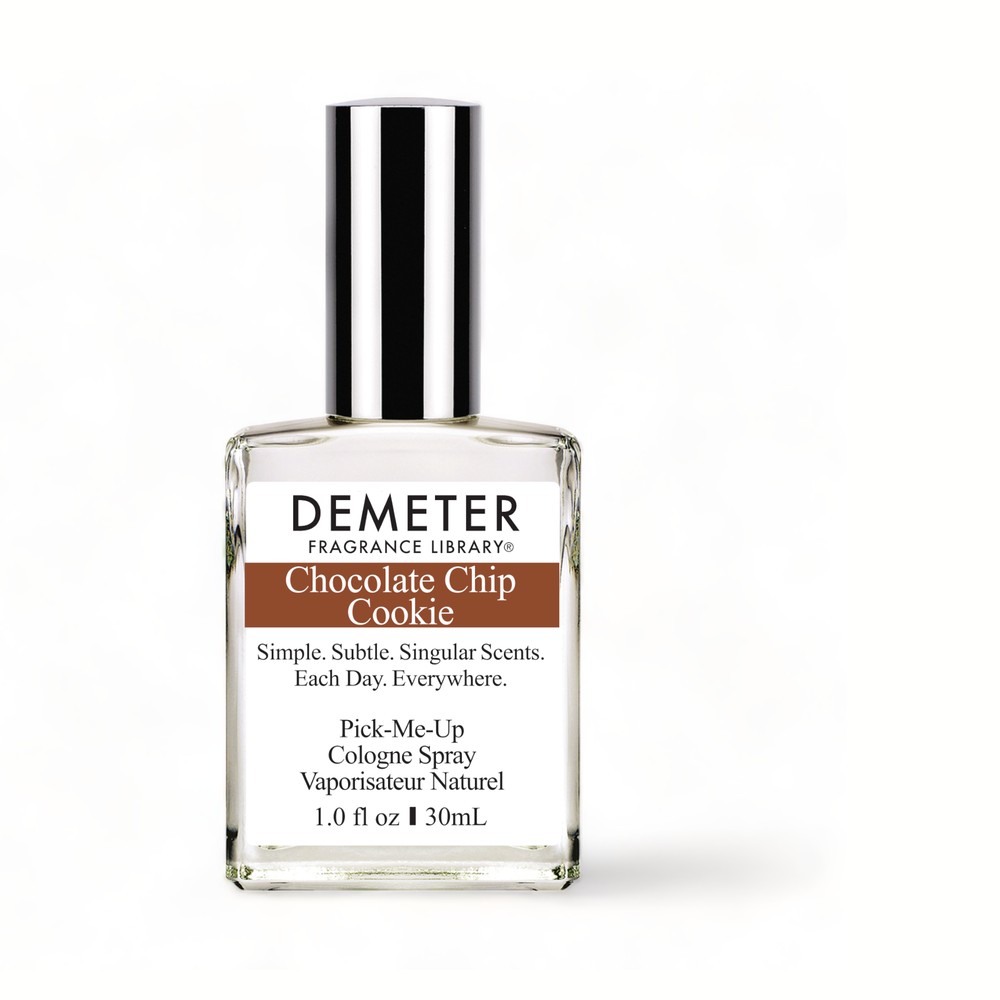 DEMETER
FRAGRANCE LIBRARY®
Chocolate Chip
Cookie
Simple. Subtle. Singular Scents.
Each Day. Everywhere.
Pick-Me-Up
Cologne Spray
Vaporisateur Naturel
1.0 fl oz ❚ 30mL